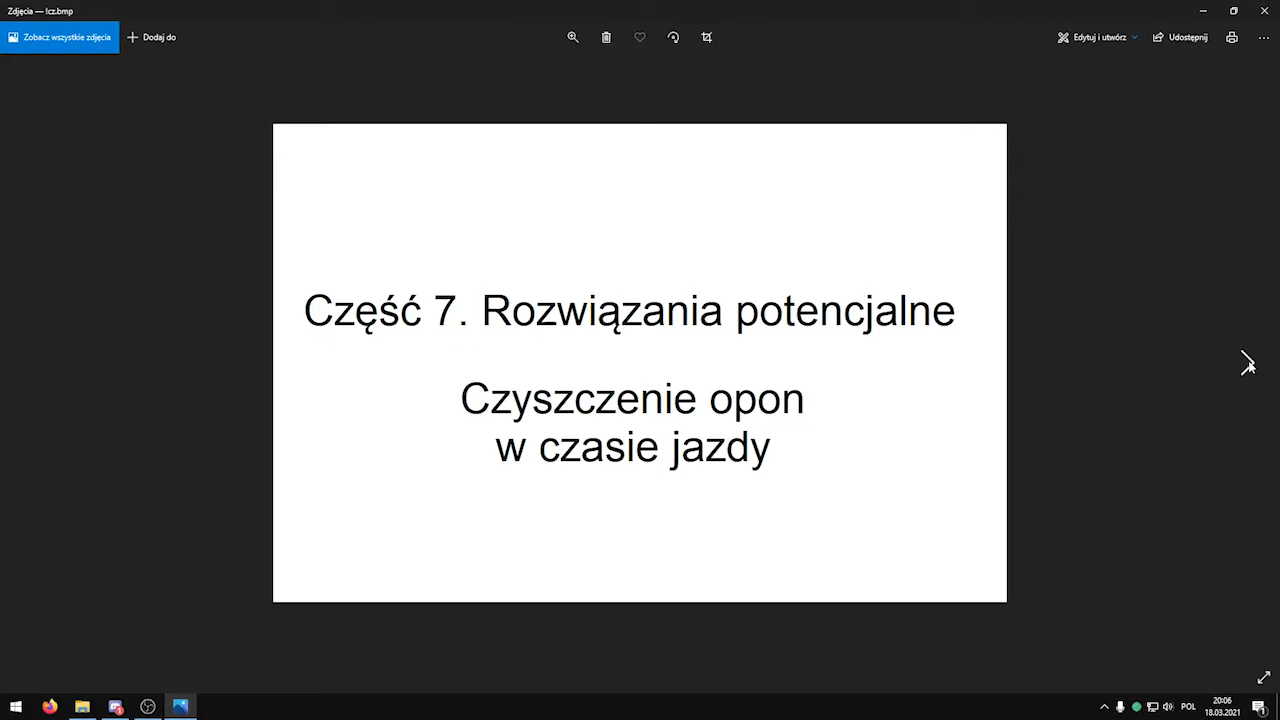 Zdjęcia — !cz.bmp
Zobacz wszystkie zdjęcia
Dodaj do
Edytuj i utwórz
Udostępnij
Część 7. Rozwiązania potencjalne
Czyszczenie opon
w czasie jazdy
POL
20:06
18.03.2021